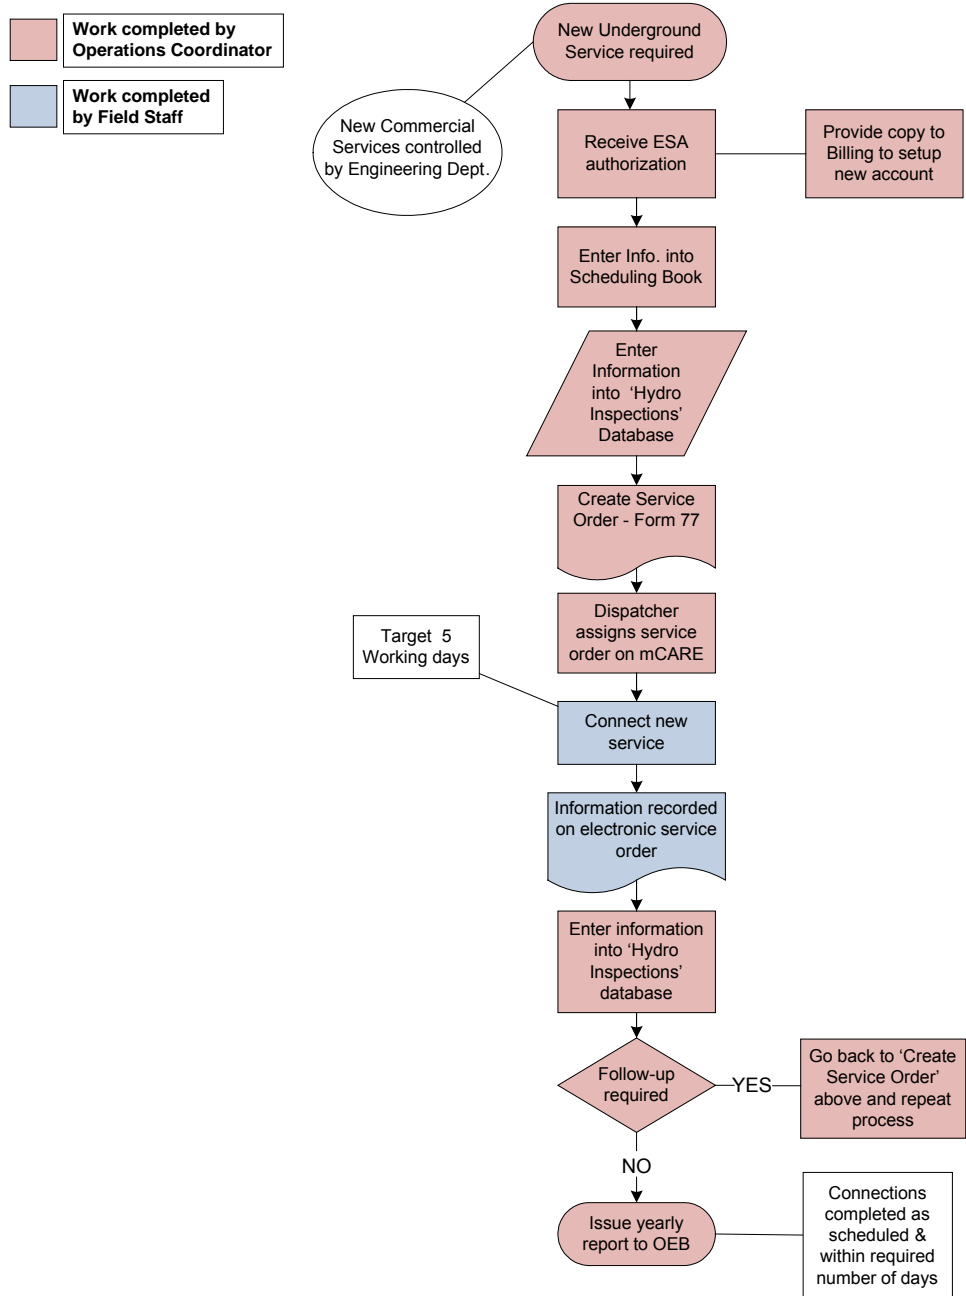 Work completed by
Operations Coordinator
Work completed
by Field Staff
New Underground
Service required
New Commercial
Services controlled
by Engineering Dept.
Receive ESA
authorization
Provide copy to
Billing to setup
new account
Enter Info. into
Scheduling Book
Enter
Information
into ‘Hydro
Inspections’
Database
Create Service
Order - Form 77
Dispatcher
assigns service
order on mCARE
Target 5
Working days
Connect new
service
Information recorded
on electronic service
order
Enter information
into ‘Hydro
Inspections’
database
Follow-up
required
YES
Go back to ‘Create
Service Order’
above and repeat
process
NO
Issue yearly
report to OEB
Connections
completed as
scheduled &
within required
number of days